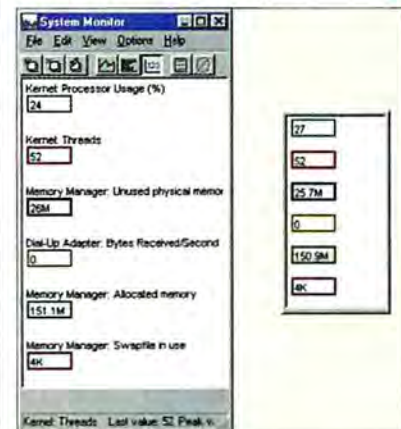 System Monitor
File Edit View Options Help
Kernel: Processor Usage (%)
24
Kernel: Threads
52
Memory Manager: Unused physical memor
26M
Dial-Up Adapter: Bytes Received/Second
0
Memory Manager: Allocated memory
151.1M
Memory Manager: Swapfile in use
4K
Kernel: Threads Last value: 52 Peak v
27
52
25.7M
0
150.9M
4K